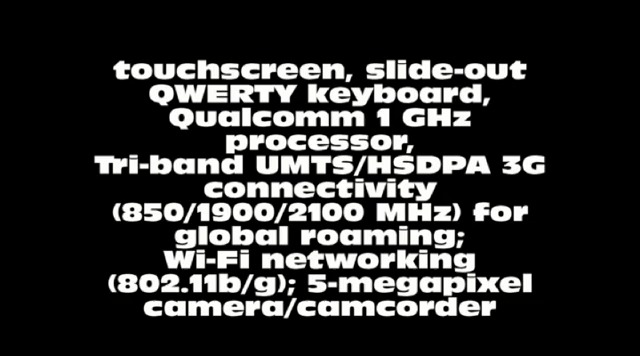 touchscreen, slide-out
QWERTY keyboard,
Qualcomm 1 GHz
processor,
Tri-band UMTS/HSDPA 3G
connectivity
(850/1900/2100 MHz) for
global roaming;
Wi-Fi networking
(802.11b/g); 5-megapixel
camera/camcorder